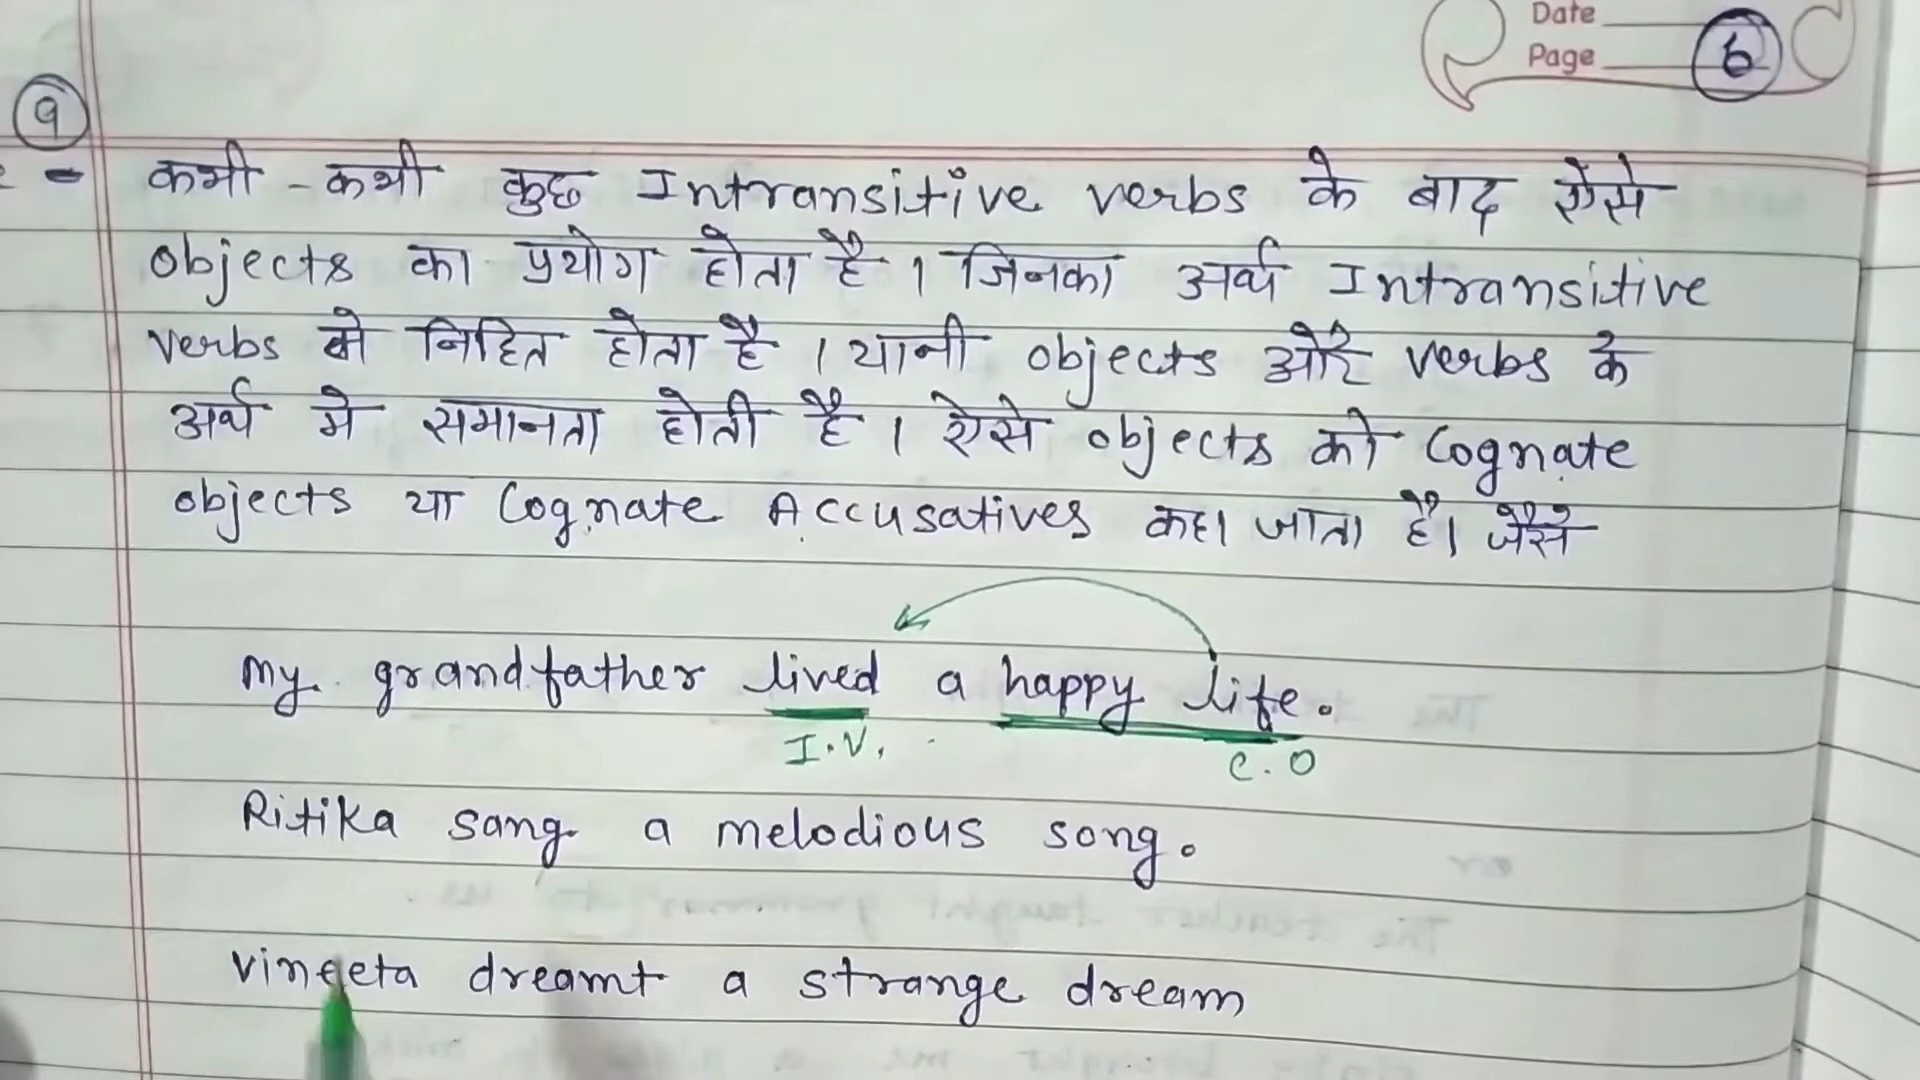 Date
Page 6
9
कभी - कभी कुछ Intransitive verbs के बाद ऐसे
objects का प्रयोग होता है । जिनका अर्थ Intransitive
verbs मे निहित होता है । यानी objects और verbs के
अर्थ मे समानता होती है । ऐसे objects को Cognate
objects या Cognate Accusatives कहा जाता है। जैसे
My grandfather lived a happy life.
I.V. C.O
Ritika sang a melodious song.
Vineeta dreamt a strange dream